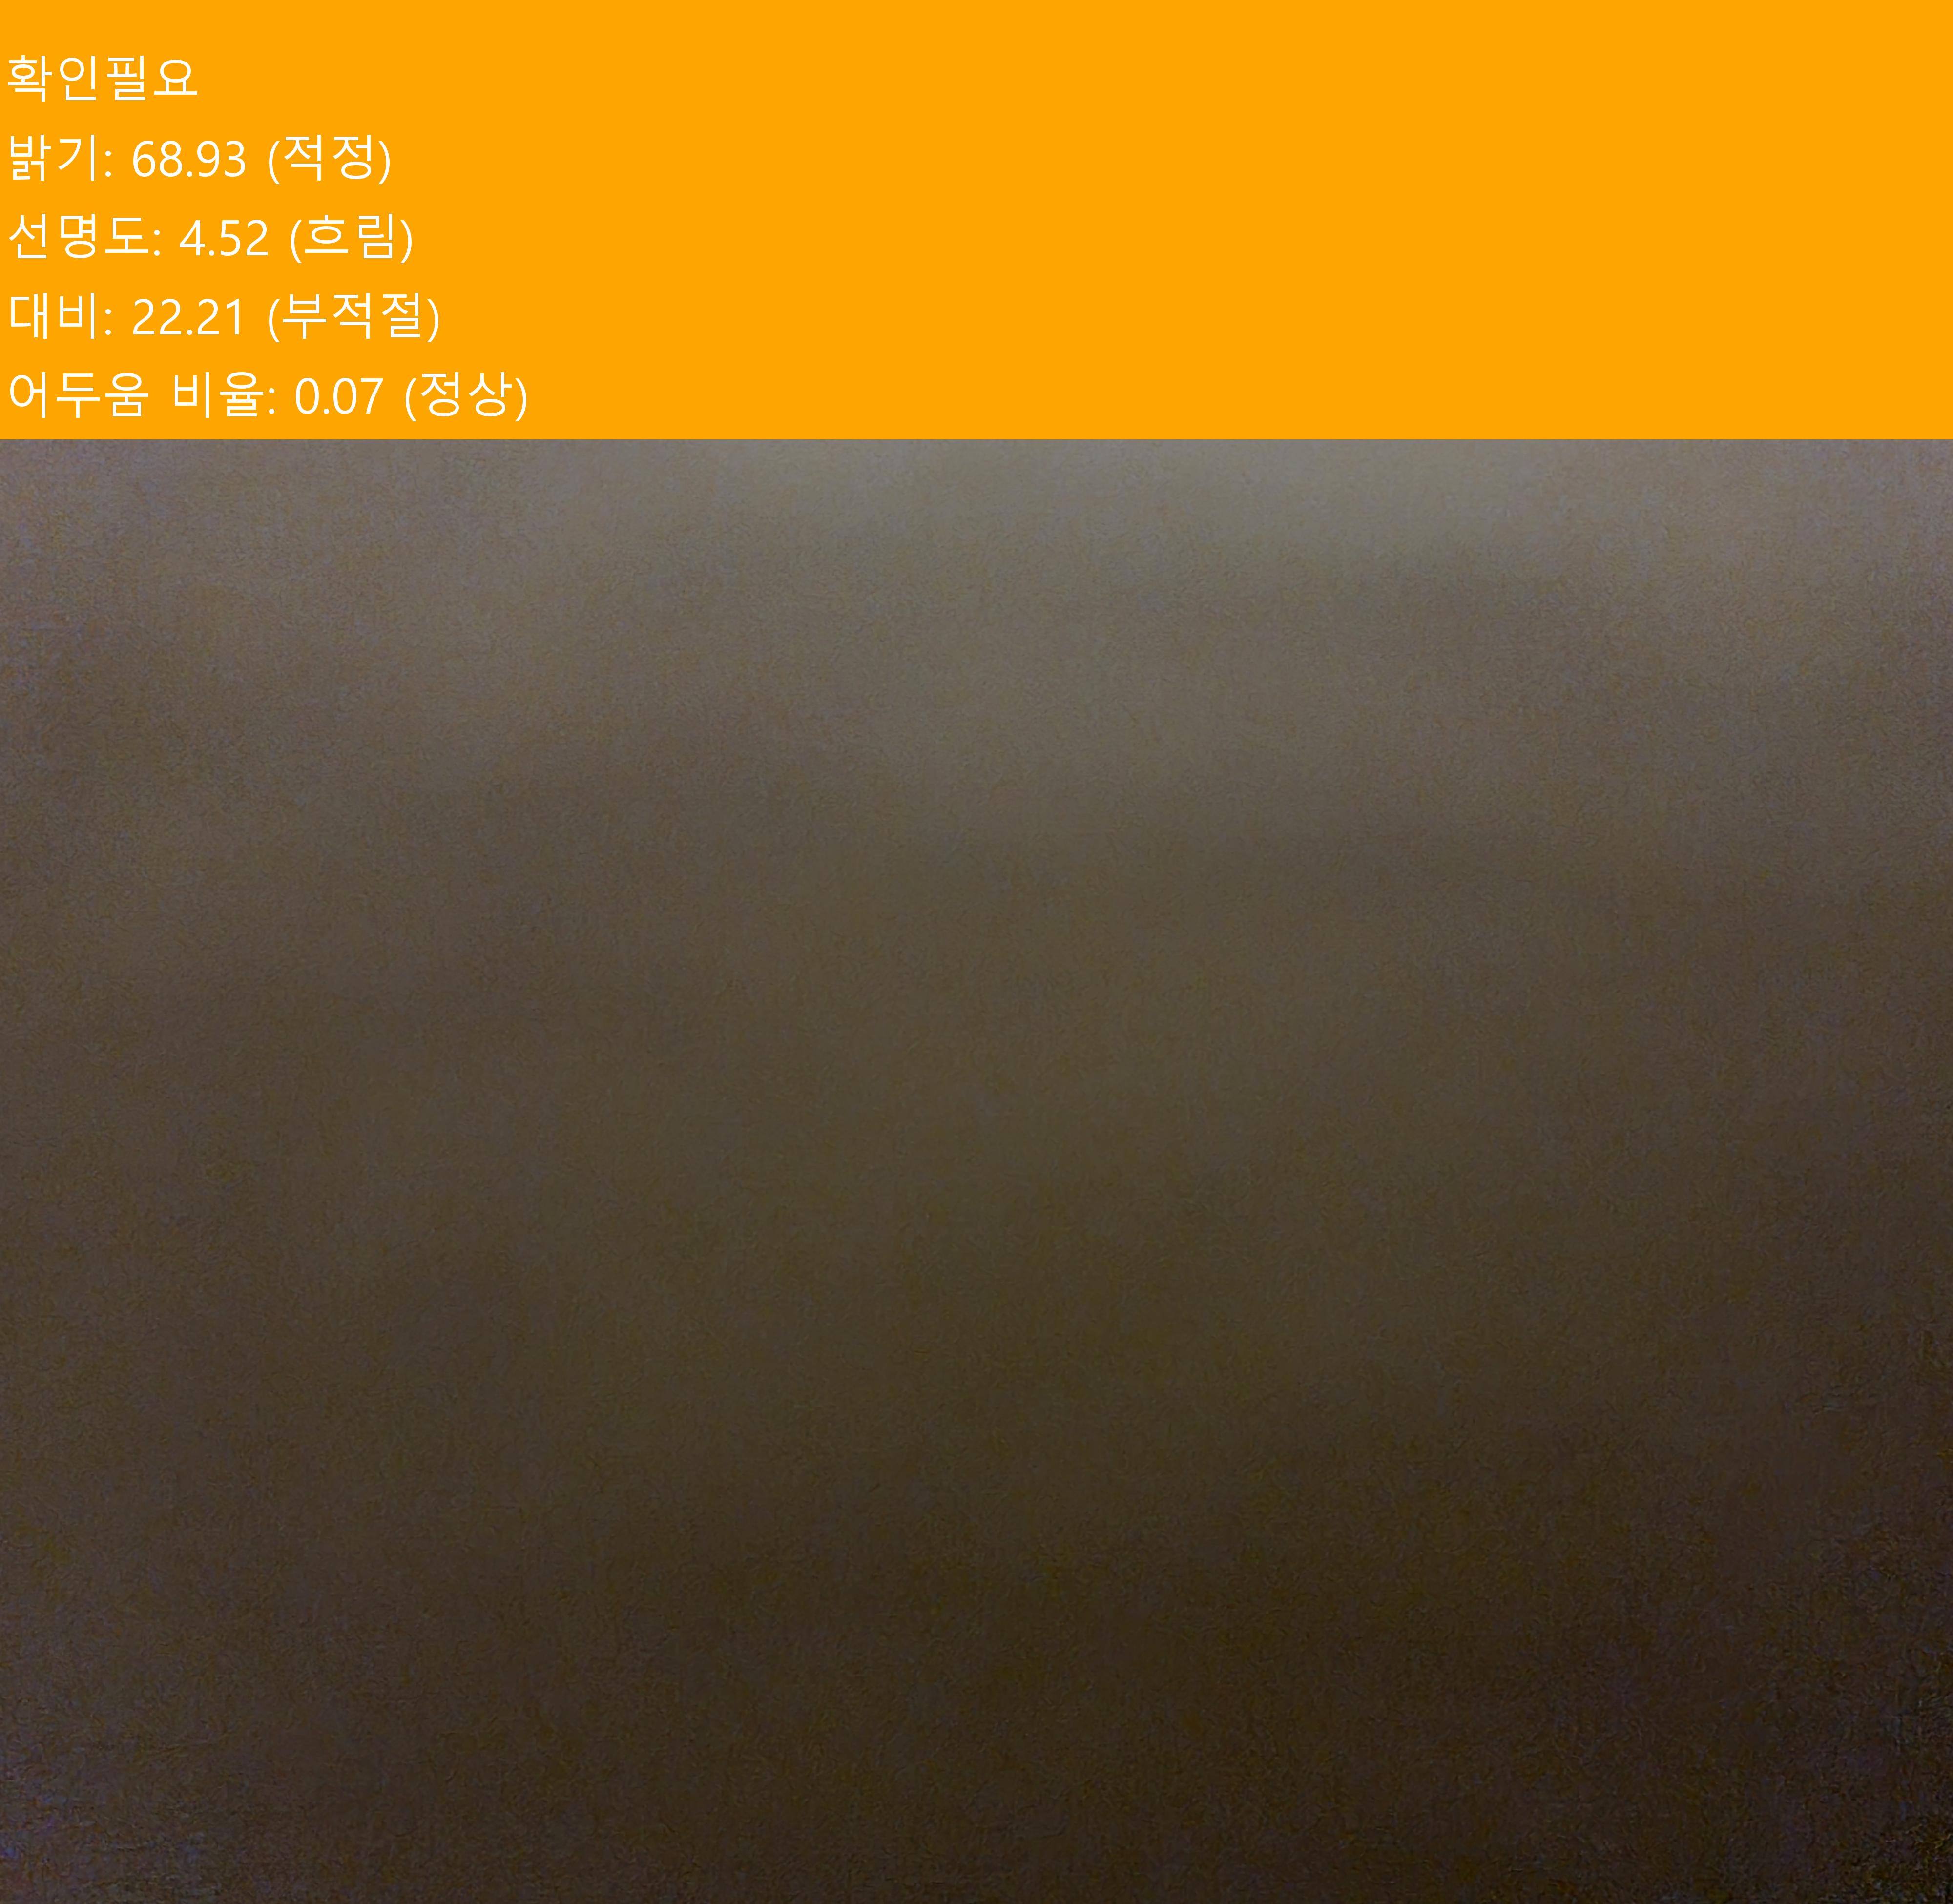 확인필요
밝기: 68.93 (적정)
선명도: 4.52 (흐림)
대비: 22.21 (부적절)
어두움 비율: 0.07 (정상)